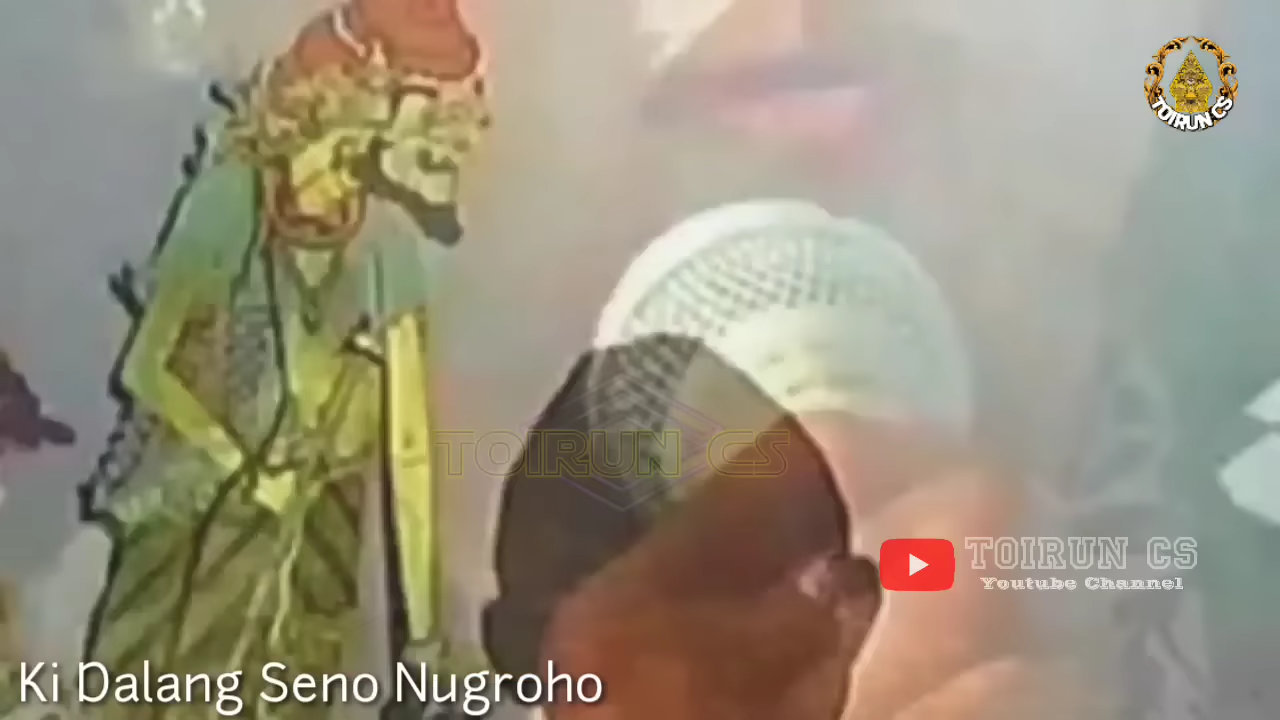 TOIRUN CS
TOIRUN CS
TOIRUN CS
Youtube Channel
Ki Dalang Seno Nugroho